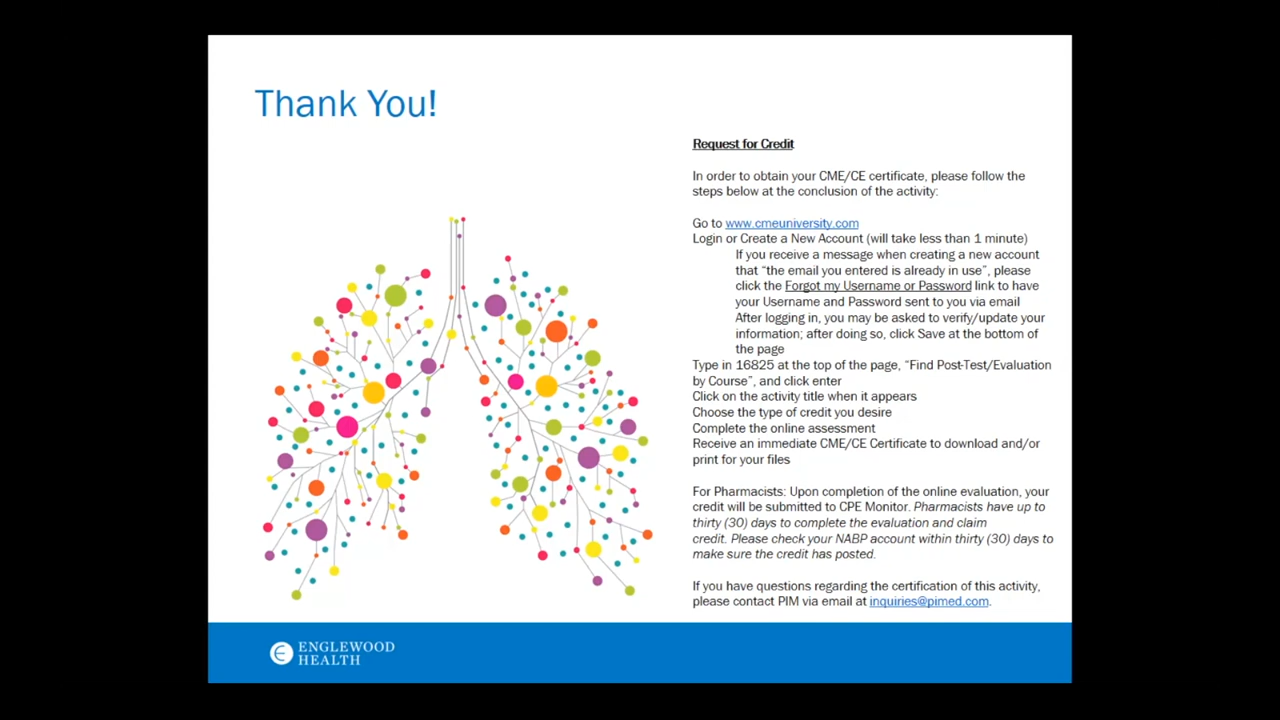 Thank You!
Request for Credit
In order to obtain your CME/CE certificate, please follow the
steps below at the conclusion of the activity:
Go to www.cmeuniversity.com
Login or Create a New Account (will take less than 1 minute)
If you receive a message when creating a new account
that “the email you entered is already in use”, please
click the Forgot my Username or Password link to have
your Username and Password sent to you via email
After logging in, you may be asked to verify/update your
information; after doing so, click Save at the bottom of
the page
Type in 16825 at the top of the page, “Find Post-Test/Evaluation
by Course”, and click enter
Click on the activity title when it appears
Choose the type of credit you desire
Complete the online assessment
Receive an immediate CME/CE Certificate to download and/or
print for your files
For Pharmacists: Upon completion of the online evaluation, your
credit will be submitted to CPE Monitor. Pharmacists have up to
thirty (30) days to complete the evaluation and claim
credit. Please check your NABP account within thirty (30) days to
make sure the credit has posted.
If you have questions regarding the certification of this activity,
please contact PIM via email at inquiries@pimed.com.
ENGLEWOOD
HEALTH